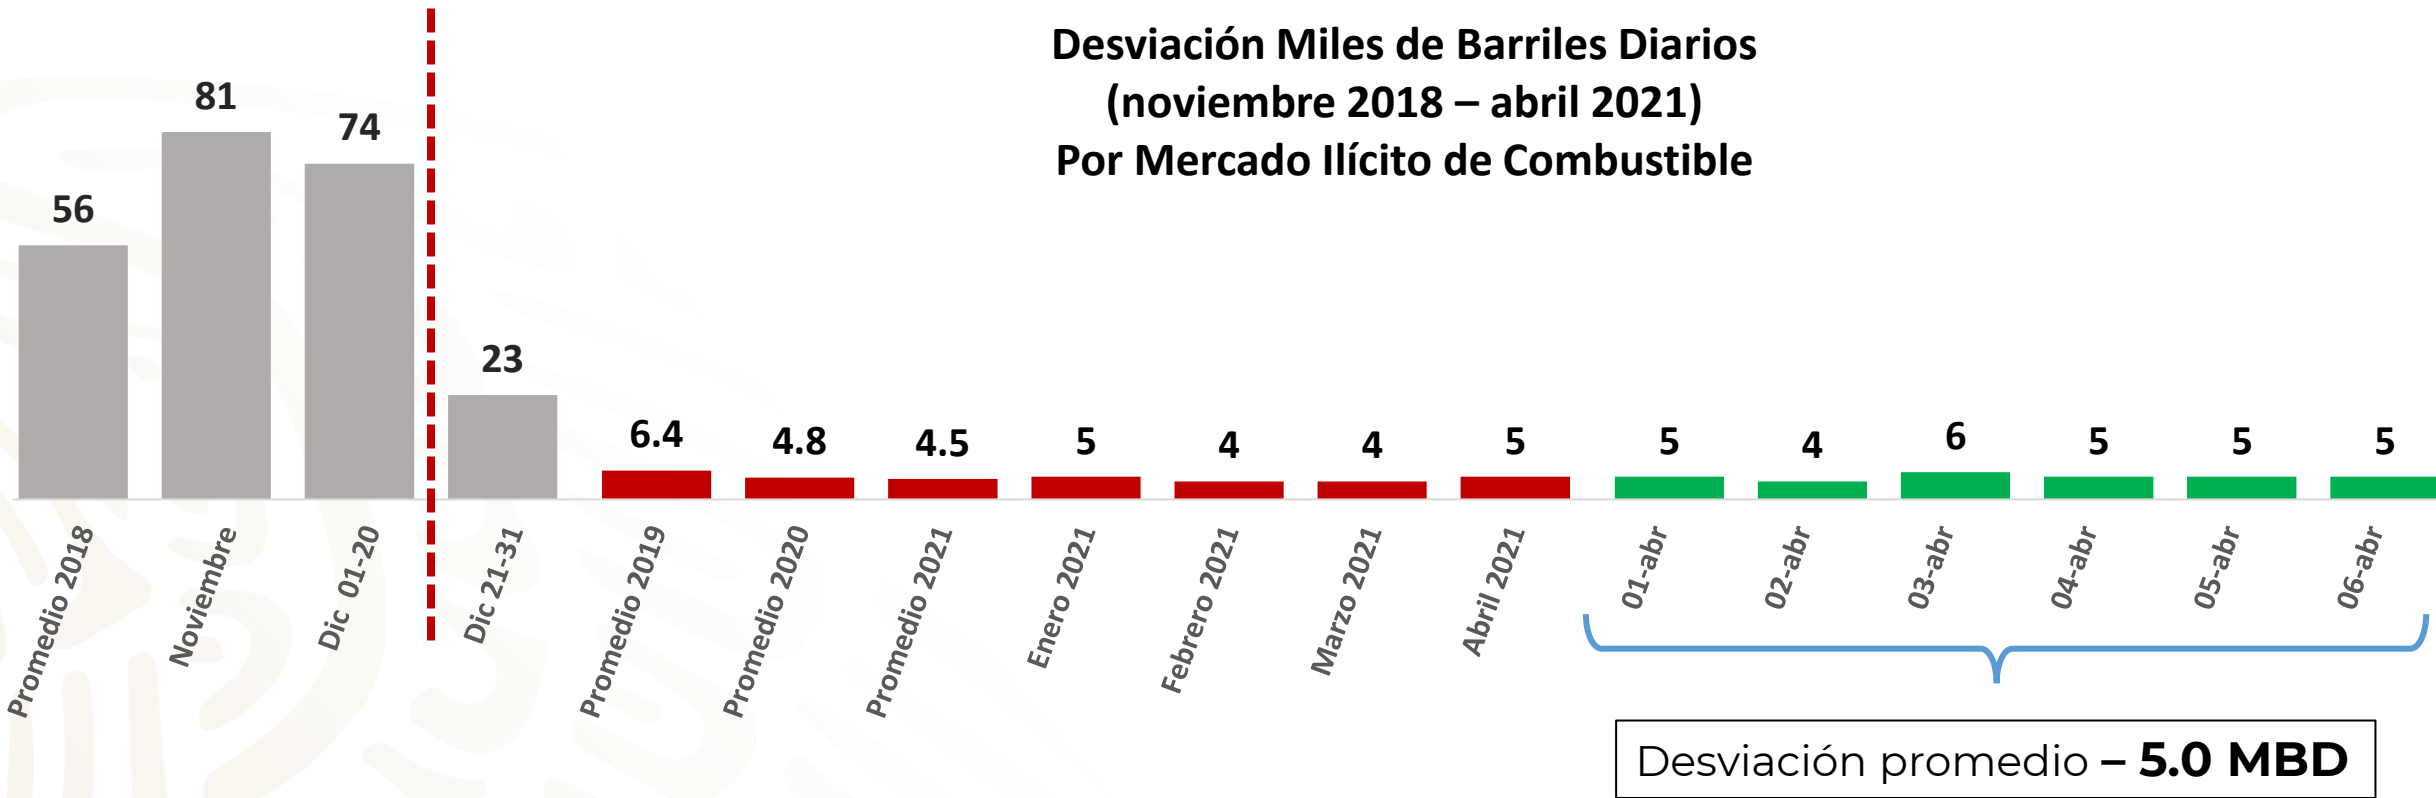 Desviación Miles de Barriles Diarios
(noviembre 2018 – abril 2021)
Por Mercado Ilícito de Combustible
56
81
74
23
6.4
4.8
4.5
5
4
4
5
5
4
6
5
5
5
Promedio 2018
Noviembre
Dic 01-20
Dic 21-31
Promedio 2019
Promedio 2020
Promedio 2021
Enero 2021
Febrero 2021
Marzo 2021
Abril 2021
01-abr
02-abr
03-abr
04-abr
05-abr
06-abr
Desviación promedio – 5.0 MBD